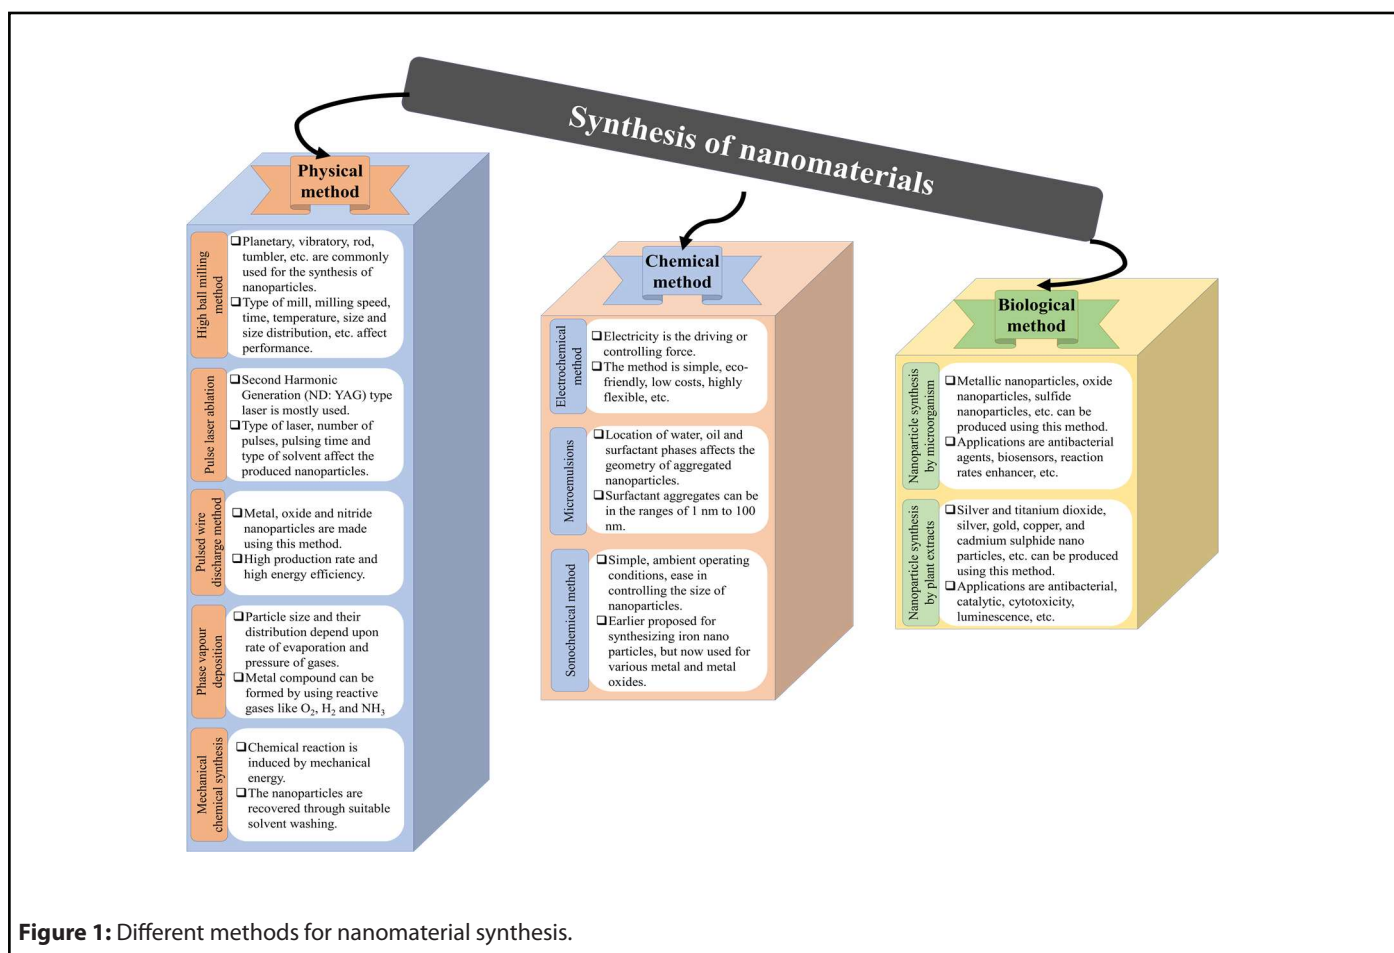 Synthesis of nanomaterials
Physical
method
High ball milling
method
❑Planetary, vibratory, rod,
tumbler, etc. are commonly
used for the synthesis of
nanoparticles.
❑Type of mill, milling speed,
time, temperature, size and
size distribution, etc. affect
performance.
Pulse laser ablation
❑Second Harmonic
Generation (ND: YAG) type
laser is mostly used.
❑Type of laser, number of
pulses, pulsing time and
type of solvent affect the
produced nanoparticles.
Pulsed wire
discharge method
❑Metal, oxide and nitride
nanoparticles are made
using this method.
❑High production rate and
high energy efficiency.
Phase vapour
deposition
❑Particle size and their
distribution depend upon
rate of evaporation and
pressure of gases.
❑Metal compound can be
formed by using reactive
gases like O₂, H₂ and NH₃
Mechanical
chemical synthesis
❑Chemical reaction is
induced by mechanical
energy.
❑The nanoparticles are
recovered through suitable
solvent washing.
Chemical
method
Electrochemical
method
❑Electricity is the driving or
controlling force.
❑The method is simple, eco-
friendly, low costs, highly
flexible, etc.
Microemulsions
❑Location of water, oil and
surfactant phases affects the
geometry of aggregated
nanoparticles.
❑Surfactant aggregates can be
in the ranges of 1 nm to 100
nm.
Sonochemical method
❑Simple, ambient operating
conditions, ease in
controlling the size of
nanoparticles.
❑Earlier proposed for
synthesizing iron nano
particles, but now used for
various metal and metal
oxides.
Biological
method
Nanoparticle synthesis
by microorganism
❑Metallic nanoparticles, oxide
nanoparticles, sulfide
nanoparticles, etc. can be
produced using this method.
❑Applications are antibacterial
agents, biosensors, reaction
rates enhancer, etc.
Nanoparticle synthesis
by plant extracts
❑Silver and titanium dioxide,
silver, gold, copper, and
cadmium sulphide nano
particles, etc. can be produced
using this method.
❑Applications are antibacterial,
catalytic, cytotoxicity,
luminescence, etc.
Figure 1: Different methods for nanomaterial synthesis.